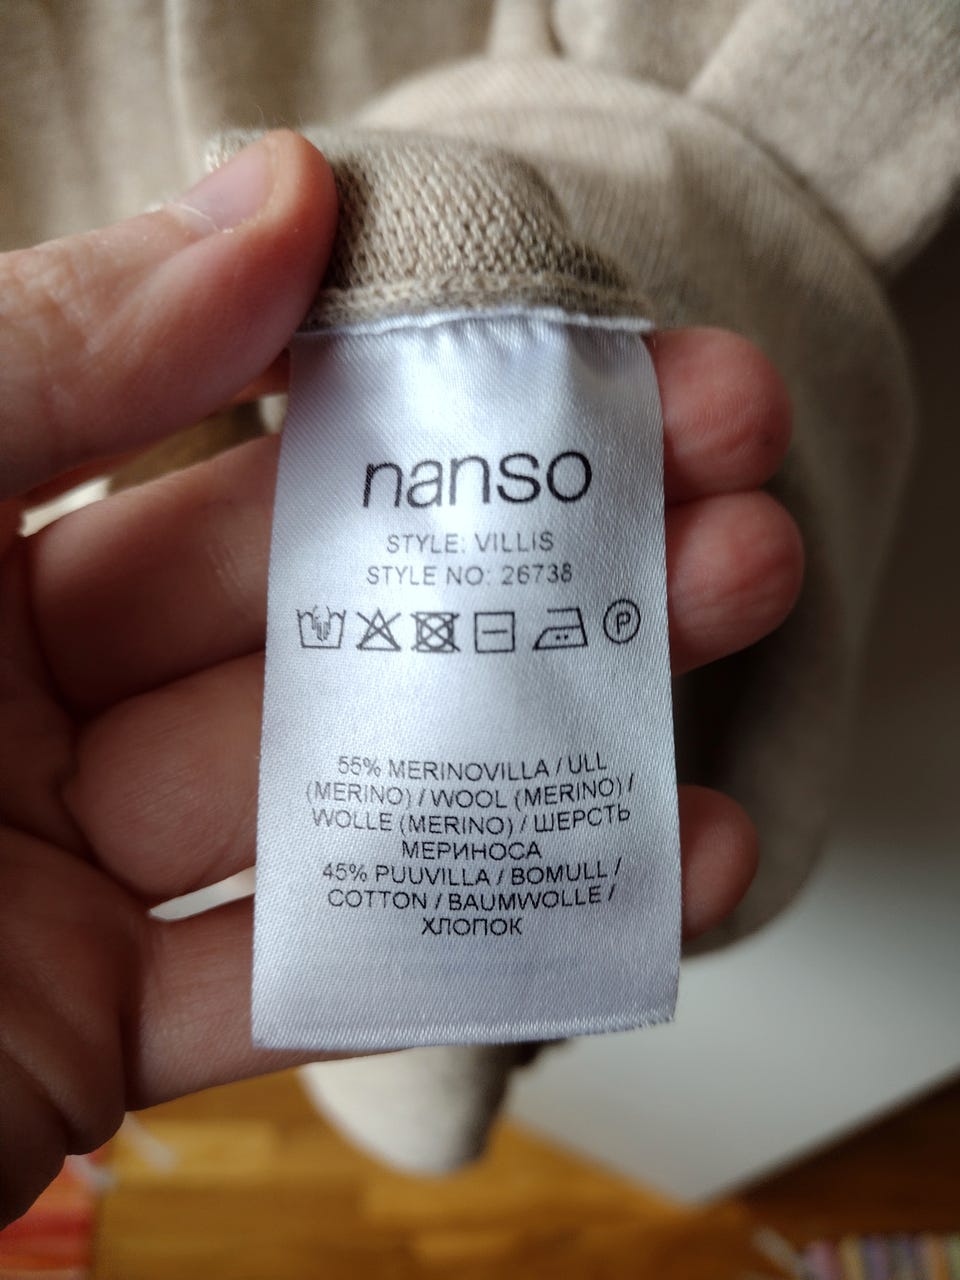 nanso
STYLE: VILLIS
STYLE NO: 26738
P
55% MERINOVILLA / ULL
(MERINO) / WOOL (MERINO) /
WOLLE (MERINO) / ШЕРСТЬ
МЕРИНОСА
45% PUUVILLA / BOMULL /
COTTON / BAUMWOLLE /
ХЛОПОК